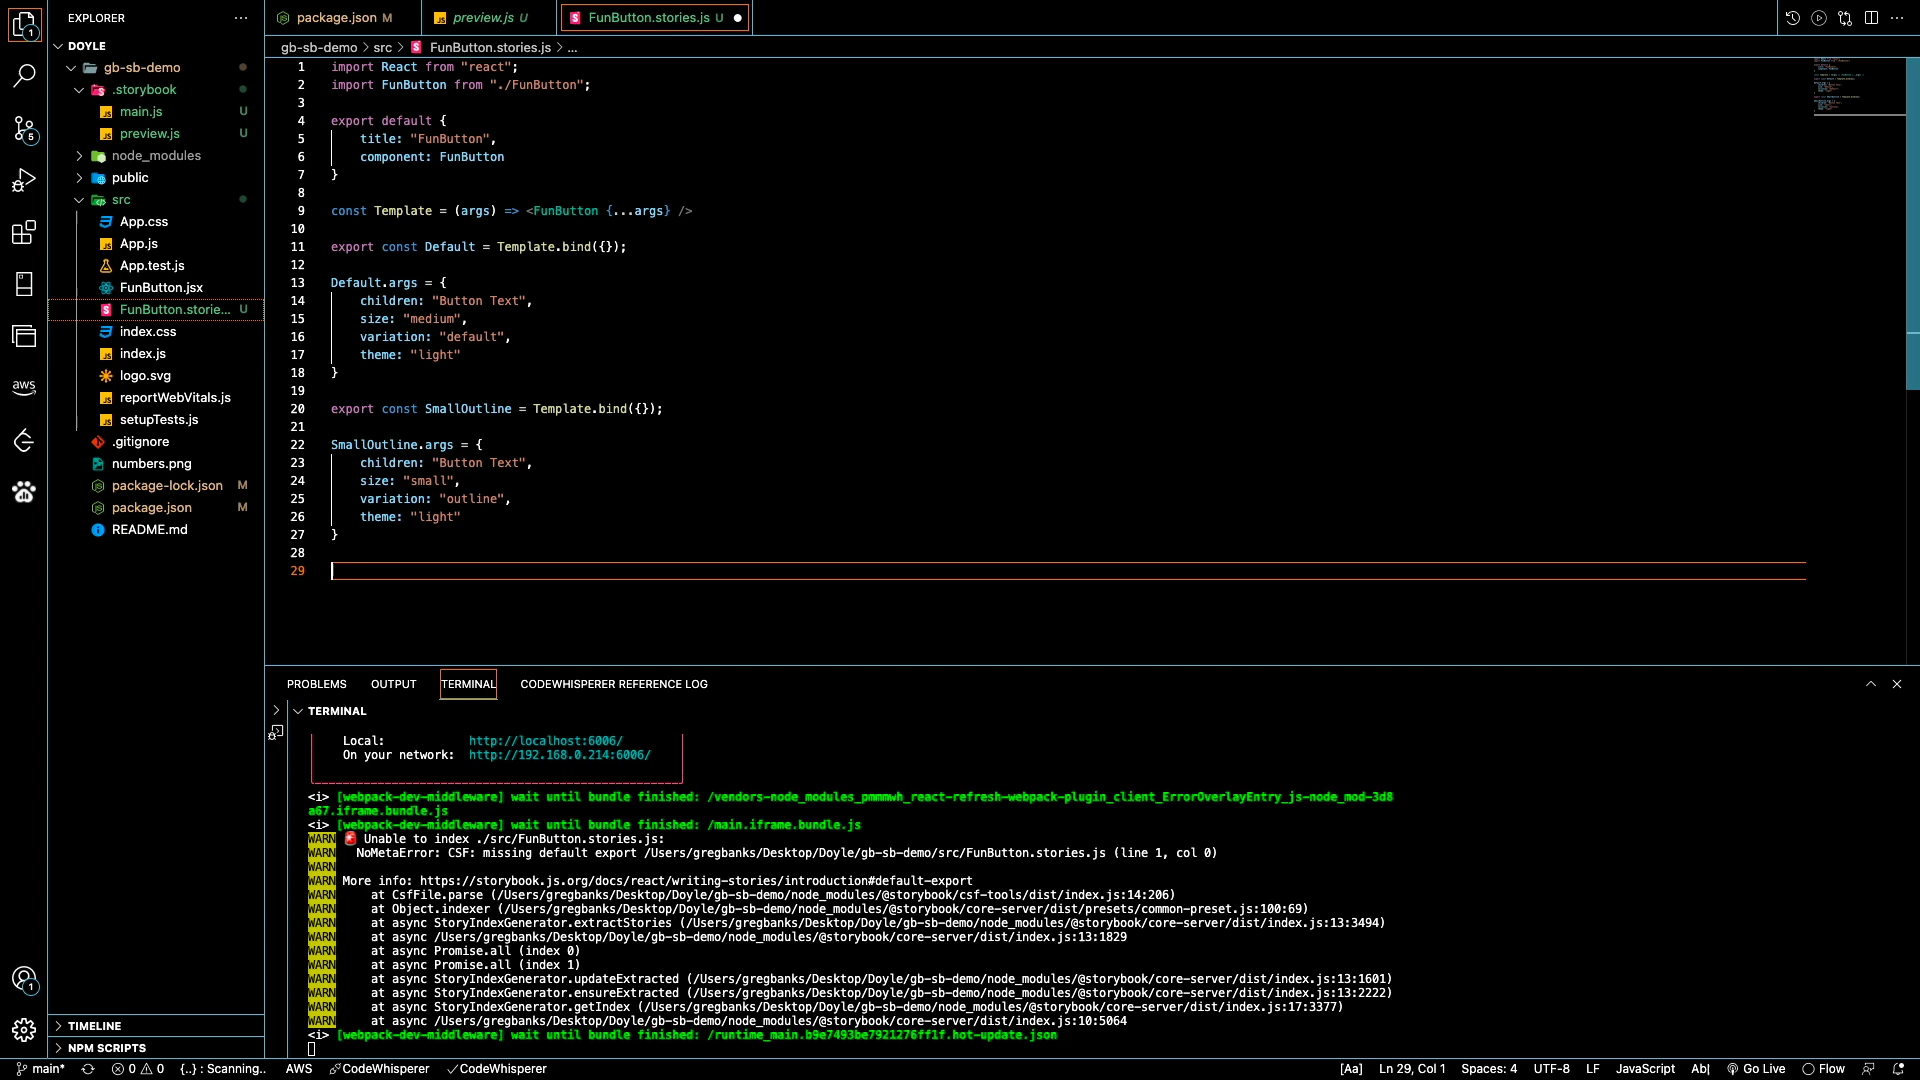 EXPLORER
DOYLE
gb-sb-demo
.storybook
main.js U
preview.js U
node_modules
public
src
App.css
App.js
App.test.js
FunButton.jsx
FunButton.storie... U
index.css
index.js
logo.svg
reportWebVitals.js
setupTests.js
.gitignore
numbers.png
package-lock.json M
package.json M
README.md
TIMELINE
NPM SCRIPTS
1
5
aws
1
package.json M
preview.js U
FunButton.stories.js U
gb-sb-demo > src > FunButton.stories.js > ...
1 import React from "react";
2 import FunButton from "./FunButton";
3
4 export default {
5 title: "FunButton",
6 component: FunButton
7 }
8
9 const Template = (args) => <FunButton {...args} />
10
11 export const Default = Template.bind({});
12
13 Default.args = {
14 children: "Button Text",
15 size: "medium",
16 variation: "default",
17 theme: "light"
18 }
19
20 export const SmallOutline = Template.bind({});
21
22 SmallOutline.args = {
23 children: "Button Text",
24 size: "small",
25 variation: "outline",
26 theme: "light"
27 }
28
29
PROBLEMS OUTPUT TERMINAL CODEWHISPERER REFERENCE LOG
TERMINAL
Local: http://localhost:6006/
On your network: http://192.168.0.214:6006/
<i> [webpack-dev-middleware] wait until bundle finished: /vendors-node_modules_pmmmwh_react-refresh-webpack-plugin_client_ErrorOverlayEntry_js-node_mod-3d8
a67.iframe.bundle.js
<i> [webpack-dev-middleware] wait until bundle finished: /main.iframe.bundle.js
WARN 🚨 Unable to index ./src/FunButton.stories.js:
WARN NoMetaError: CSF: missing default export /Users/gregbanks/Desktop/Doyle/gb-sb-demo/src/FunButton.stories.js (line 1, col 0)
WARN
WARN More info: https://storybook.js.org/docs/react/writing-stories/introduction#default-export
WARN at CsfFile.parse (/Users/gregbanks/Desktop/Doyle/gb-sb-demo/node_modules/@storybook/csf-tools/dist/index.js:14:206)
WARN at Object.indexer (/Users/gregbanks/Desktop/Doyle/gb-sb-demo/node_modules/@storybook/core-server/dist/presets/common-preset.js:100:69)
WARN at async StoryIndexGenerator.extractStories (/Users/gregbanks/Desktop/Doyle/gb-sb-demo/node_modules/@storybook/core-server/dist/index.js:13:3494)
WARN at async /Users/gregbanks/Desktop/Doyle/gb-sb-demo/node_modules/@storybook/core-server/dist/index.js:13:1829
WARN at async Promise.all (index 0)
WARN at async Promise.all (index 1)
WARN at async StoryIndexGenerator.updateExtracted (/Users/gregbanks/Desktop/Doyle/gb-sb-demo/node_modules/@storybook/core-server/dist/index.js:13:1601)
WARN at async StoryIndexGenerator.ensureExtracted (/Users/gregbanks/Desktop/Doyle/gb-sb-demo/node_modules/@storybook/core-server/dist/index.js:13:2222)
WARN at async StoryIndexGenerator.getIndex (/Users/gregbanks/Desktop/Doyle/gb-sb-demo/node_modules/@storybook/core-server/dist/index.js:17:3377)
WARN at async /Users/gregbanks/Desktop/Doyle/gb-sb-demo/node_modules/@storybook/core-server/dist/index.js:10:5064
<i> [webpack-dev-middleware] wait until bundle finished: /runtime_main.b9e7493be7921276ff1f.hot-update.json
main* 0 0 {..} : Scanning.. AWS CodeWhisperer ✓CodeWhisperer [Aa] Ln 29, Col 1 Spaces: 4 UTF-8 LF JavaScript Ab| Go Live Flow